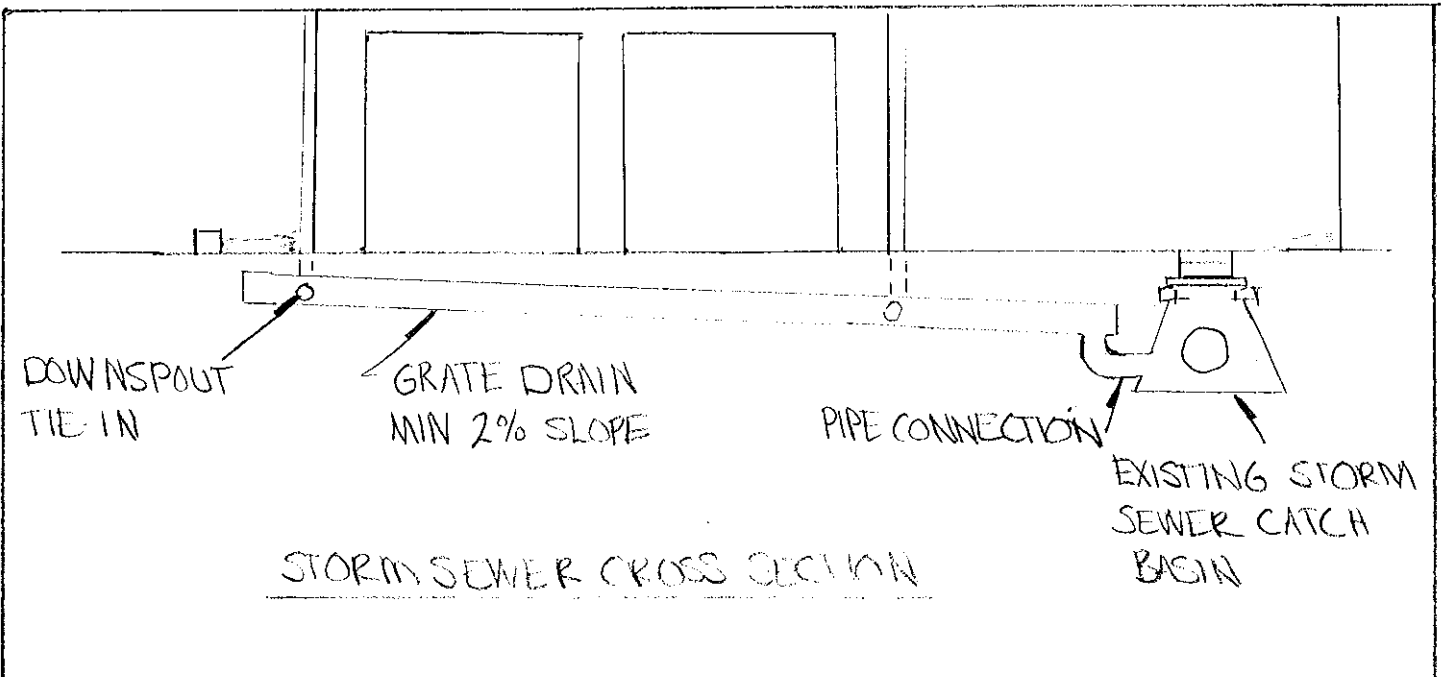 DOWNSPOUT
TIE-IN
GRATE DRAIN
MIN 2% SLOPE
PIPE CONNECTION
EXISTING STORM
SEWER CATCH
BASIN
STORM SEWER CROSS SECTION